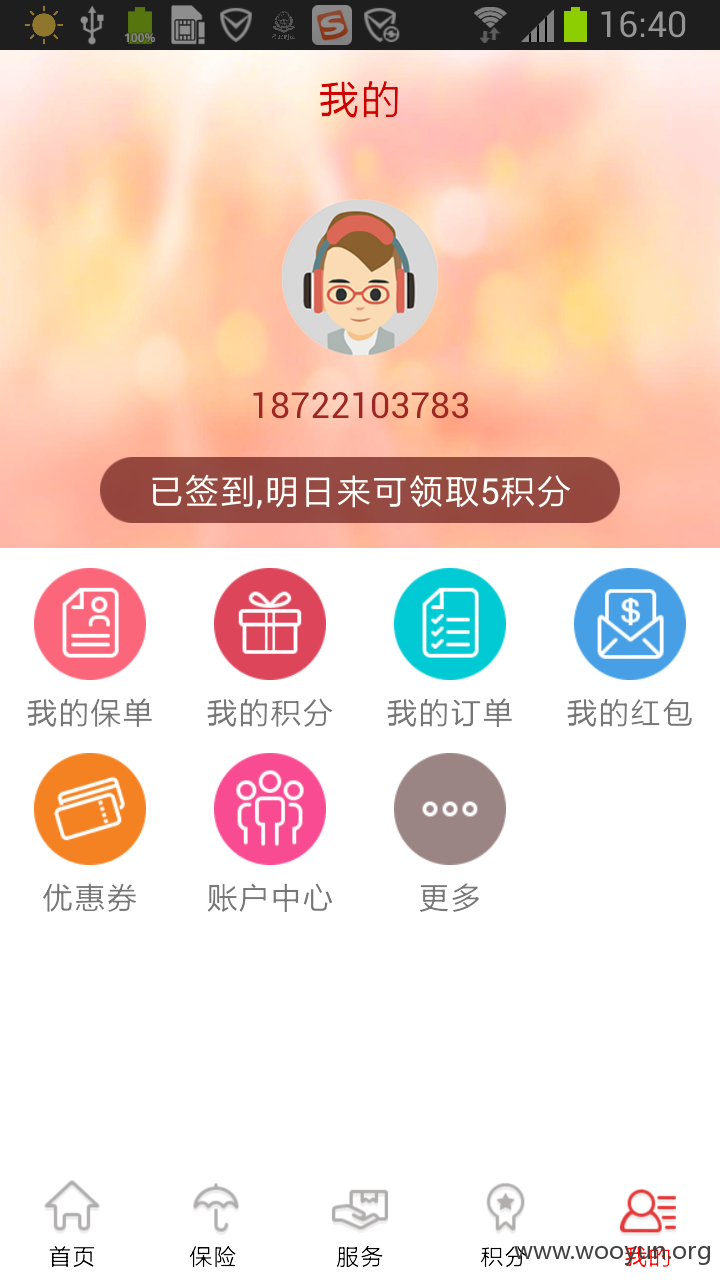 100%
16:40
我的
18722103783
已签到,明日来可领取5积分
我的保单 我的积分 我的订单 我的红包
优惠券 账户中心 更多
首页 保险 服务 积分 我的
www.wooyun.org